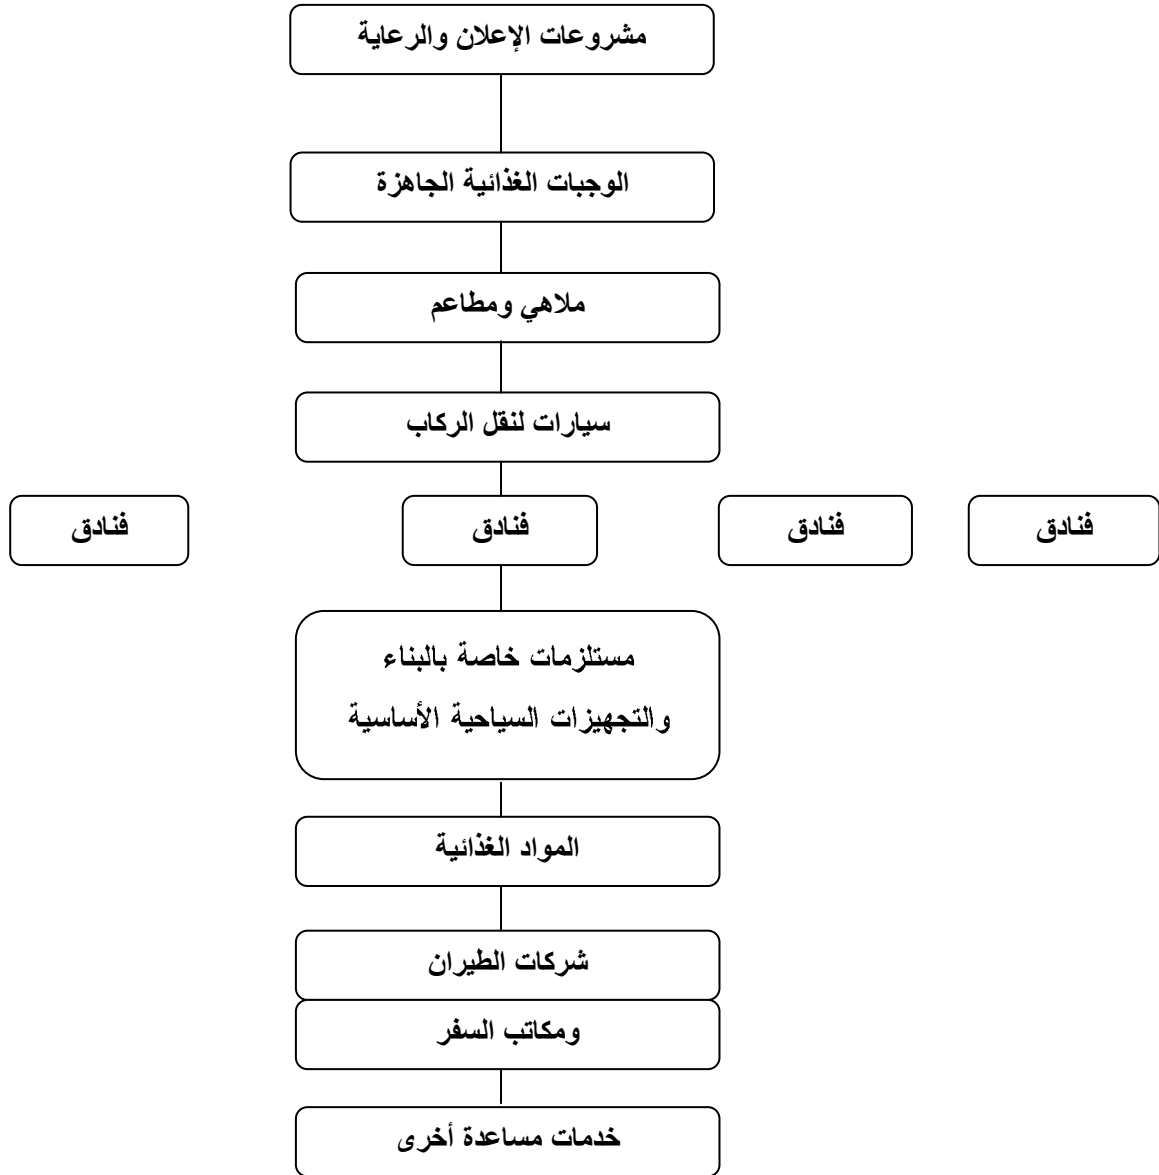 مشروعات الإعلان والرعاية
الوجبات الغذائية الجاهزة
ملاهي ومطاعم
سيارات لنقل الركاب
فنادق
فنادق
فنادق
فنادق
مستلزمات خاصة بالبناء
والتجهيزات السياحية الأساسية
المواد الغذائية
شركات الطيران
ومكاتب السفر
خدمات مساعدة أخرى